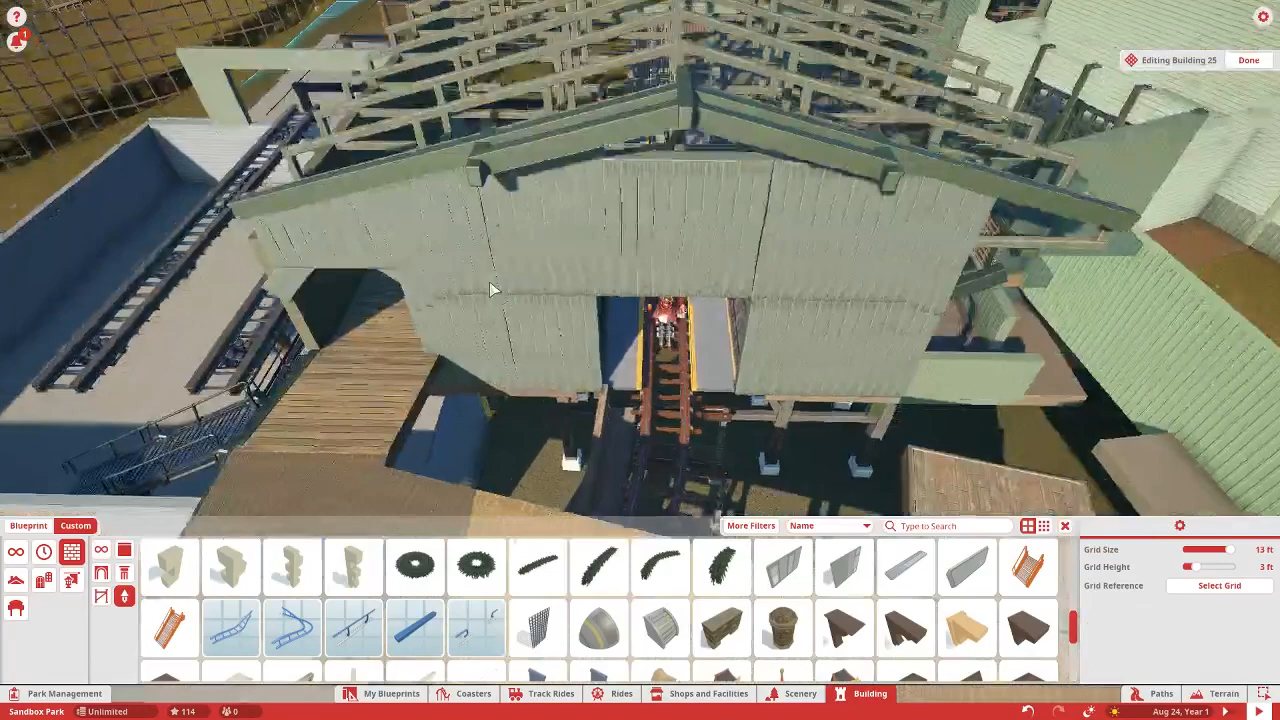 ?
1
Editing Building 25 Done
Blueprint Custom
More Filters Name Type to Search
Grid Size 13 ft
Grid Height 3 ft
Grid Reference Select Grid
Park Management My Blueprints Coasters Track Rides Rides Shops and Facilities Scenery Building Paths Terrain
Sandbox Park Unlimited 114 0 Aug 24, Year 1